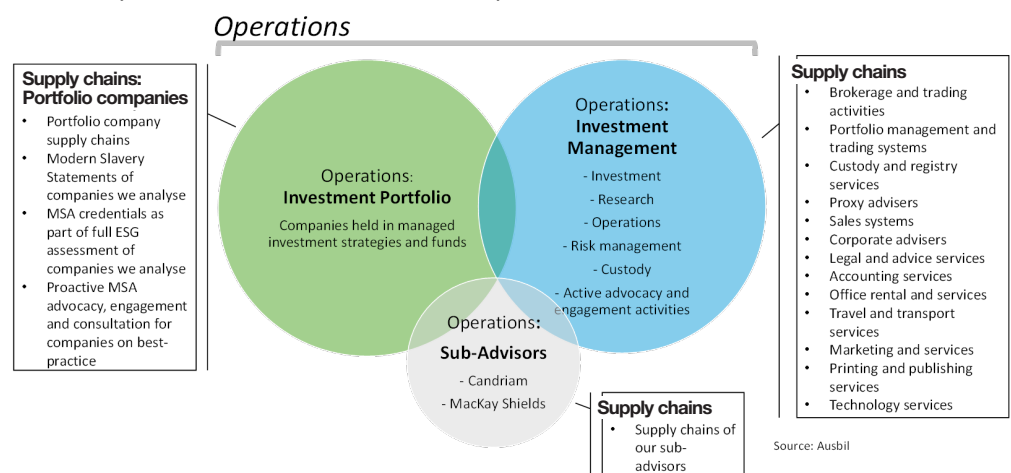 Operations
Supply chains:
Portfolio companies
• Portfolio company
supply chains
• Modern Slavery
Statements of
companies we analyse
• MSA credentials as
part of full ESG
assessment of
companies we analyse
• Proactive MSA
advocacy, engagement
and consultation for
companies on best-
practice
Operations:
Investment Portfolio
Companies held in managed
investment strategies and funds
Operations:
Investment
Management
- Investment
- Research
- Operations
- Risk management
- Custody
- Active advocacy and
engagement activities
Operations:
Sub-Advisors
- Candriam
- MacKay Shields
Supply chains
• Supply chains of
our sub-
advisors
Supply chains
• Brokerage and trading
activities
• Portfolio management and
trading systems
• Custody and registry
services
• Proxy advisers
• Sales systems
• Corporate advisers
• Legal and advice services
• Accounting services
• Office rental and services
• Travel and transport
services
• Marketing and services
• Printing and publishing
services
• Technology services
Source: Ausbil